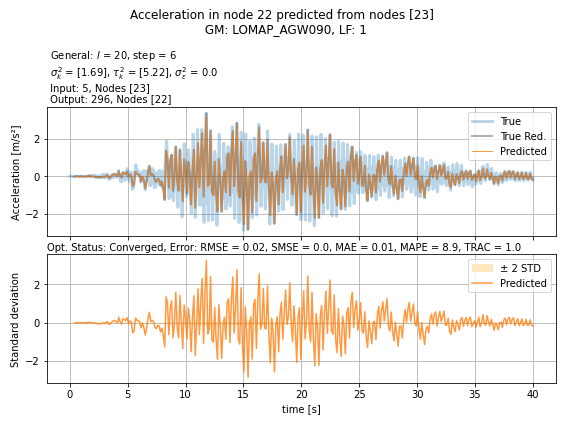 Acceleration in node 22 predicted from nodes [23]
GM: LOMAP_AGW090, LF: 1
General: l = 20, step = 6
σ²ₖ = [1.69], τ²ₖ = [5.22], σ²ε = 0.0
Input: 5, Nodes [23]
Output: 296, Nodes [22]
Acceleration [m/s²]
2
0
−2
True
True Red.
Predicted
Opt. Status: Converged, Error: RMSE = 0.02, SMSE = 0.0, MAE = 0.01, MAPE = 8.9, TRAC = 1.0
Standard deviation
2
0
−2
± 2 STD
Predicted
0 5 10 15 20 25 30 35 40
time [s]